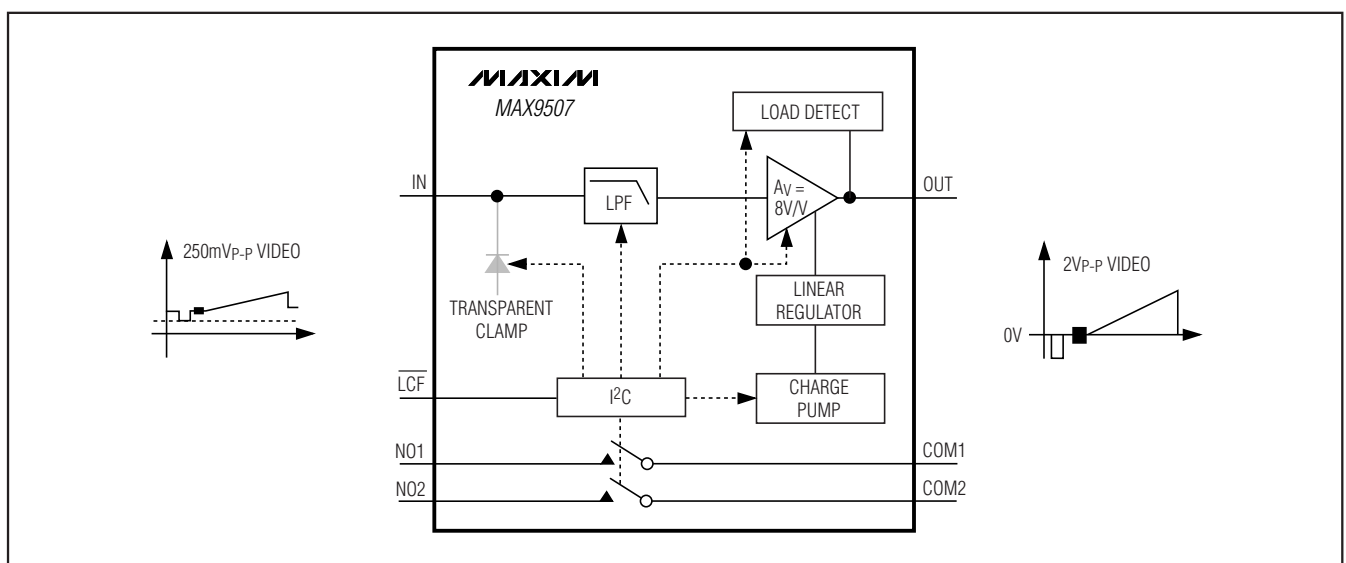 MAXIM
MAX9507
LOAD DETECT
IN
LPF
AV =
8V/V
OUT
250mVP-P VIDEO
2VP-P VIDEO
TRANSPARENT
CLAMP
LINEAR
REGULATOR
0V
LCF
I2C
CHARGE
PUMP
NO1
COM1
NO2
COM2